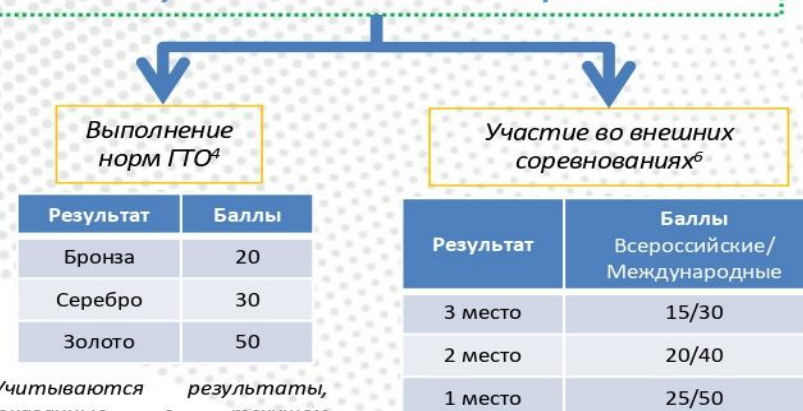 Выполнение
норм ГТО⁴
Результат Баллы
Бронза 20
Серебро 30
Золото 50
Учитываются результаты,
Участие во внешних
соревнованиях⁶
Результат Баллы
Всероссийские/
Международные
3 место 15/30
2 место 20/40
1 место 25/50